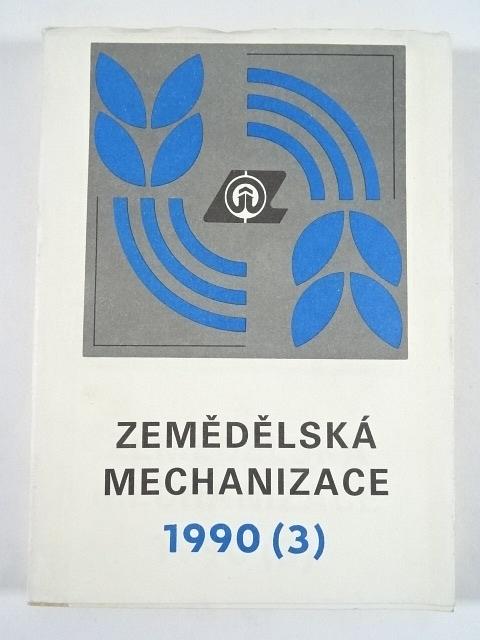 ZEMĚDĚLSKÁ
MECHANIZACE
1990 (3)